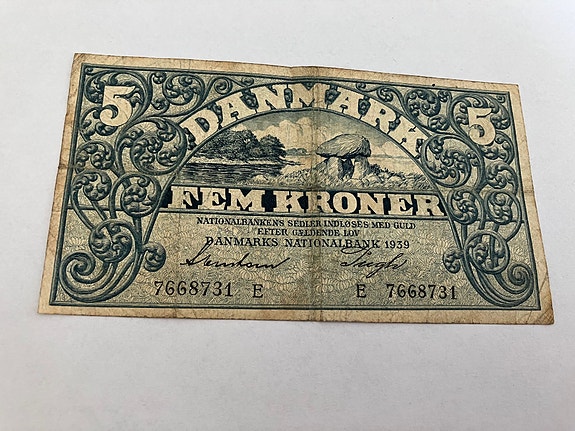 5 DANMARK 5
FEM KRONER
NATIONALBANKENS SEDLER INDLØSES MED GULD
EFTER GÆLDENDE LOV
DANMARKS NATIONALBANK 1939
7668731 E E 7668731